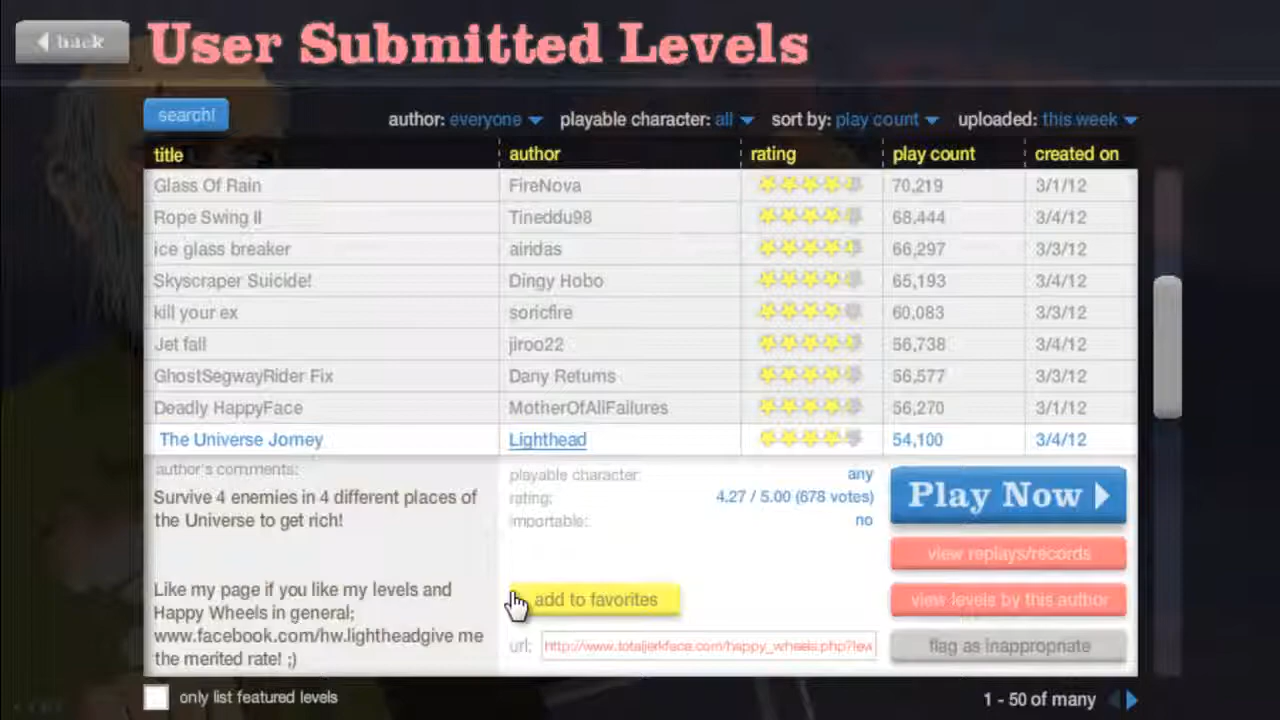 back
User Submitted Levels
search!
author: everyone playable character: all sort by: play count uploaded: this week
title author rating play count created on
Glass Of Rain FireNova 70,219 3/1/12
Rope Swing II Tineddu98 68,444 3/4/12
ice glass breaker airidas 66,297 3/3/12
Skyscraper Suicide! Dingy Hobo 65,193 3/4/12
kill your ex soricfire 60,083 3/3/12
Jet fall jiroo22 56,738 3/4/12
GhostSegwayRider Fix Dany Returns 56,577 3/3/12
Deadly HappyFace MotherOfAllFailures 56,270 3/1/12
The Universe Jorney Lighthead 54,100 3/4/12
author's comments:
Survive 4 enemies in 4 different places of
the Universe to get rich!
Like my page if you like my levels and
Happy Wheels in general;
www.facebook.com/hw.lightheadgive me
the merited rate! ;)
playable character: any
rating: 4.27 / 5.00 (678 votes)
importable: no
add to favorites
url: http://www.totaljerkface.com/happy_wheels.php?lev
Play Now
view replays/records
view levels by this author
flag as inappropriate
only list featured levels
1 - 50 of many